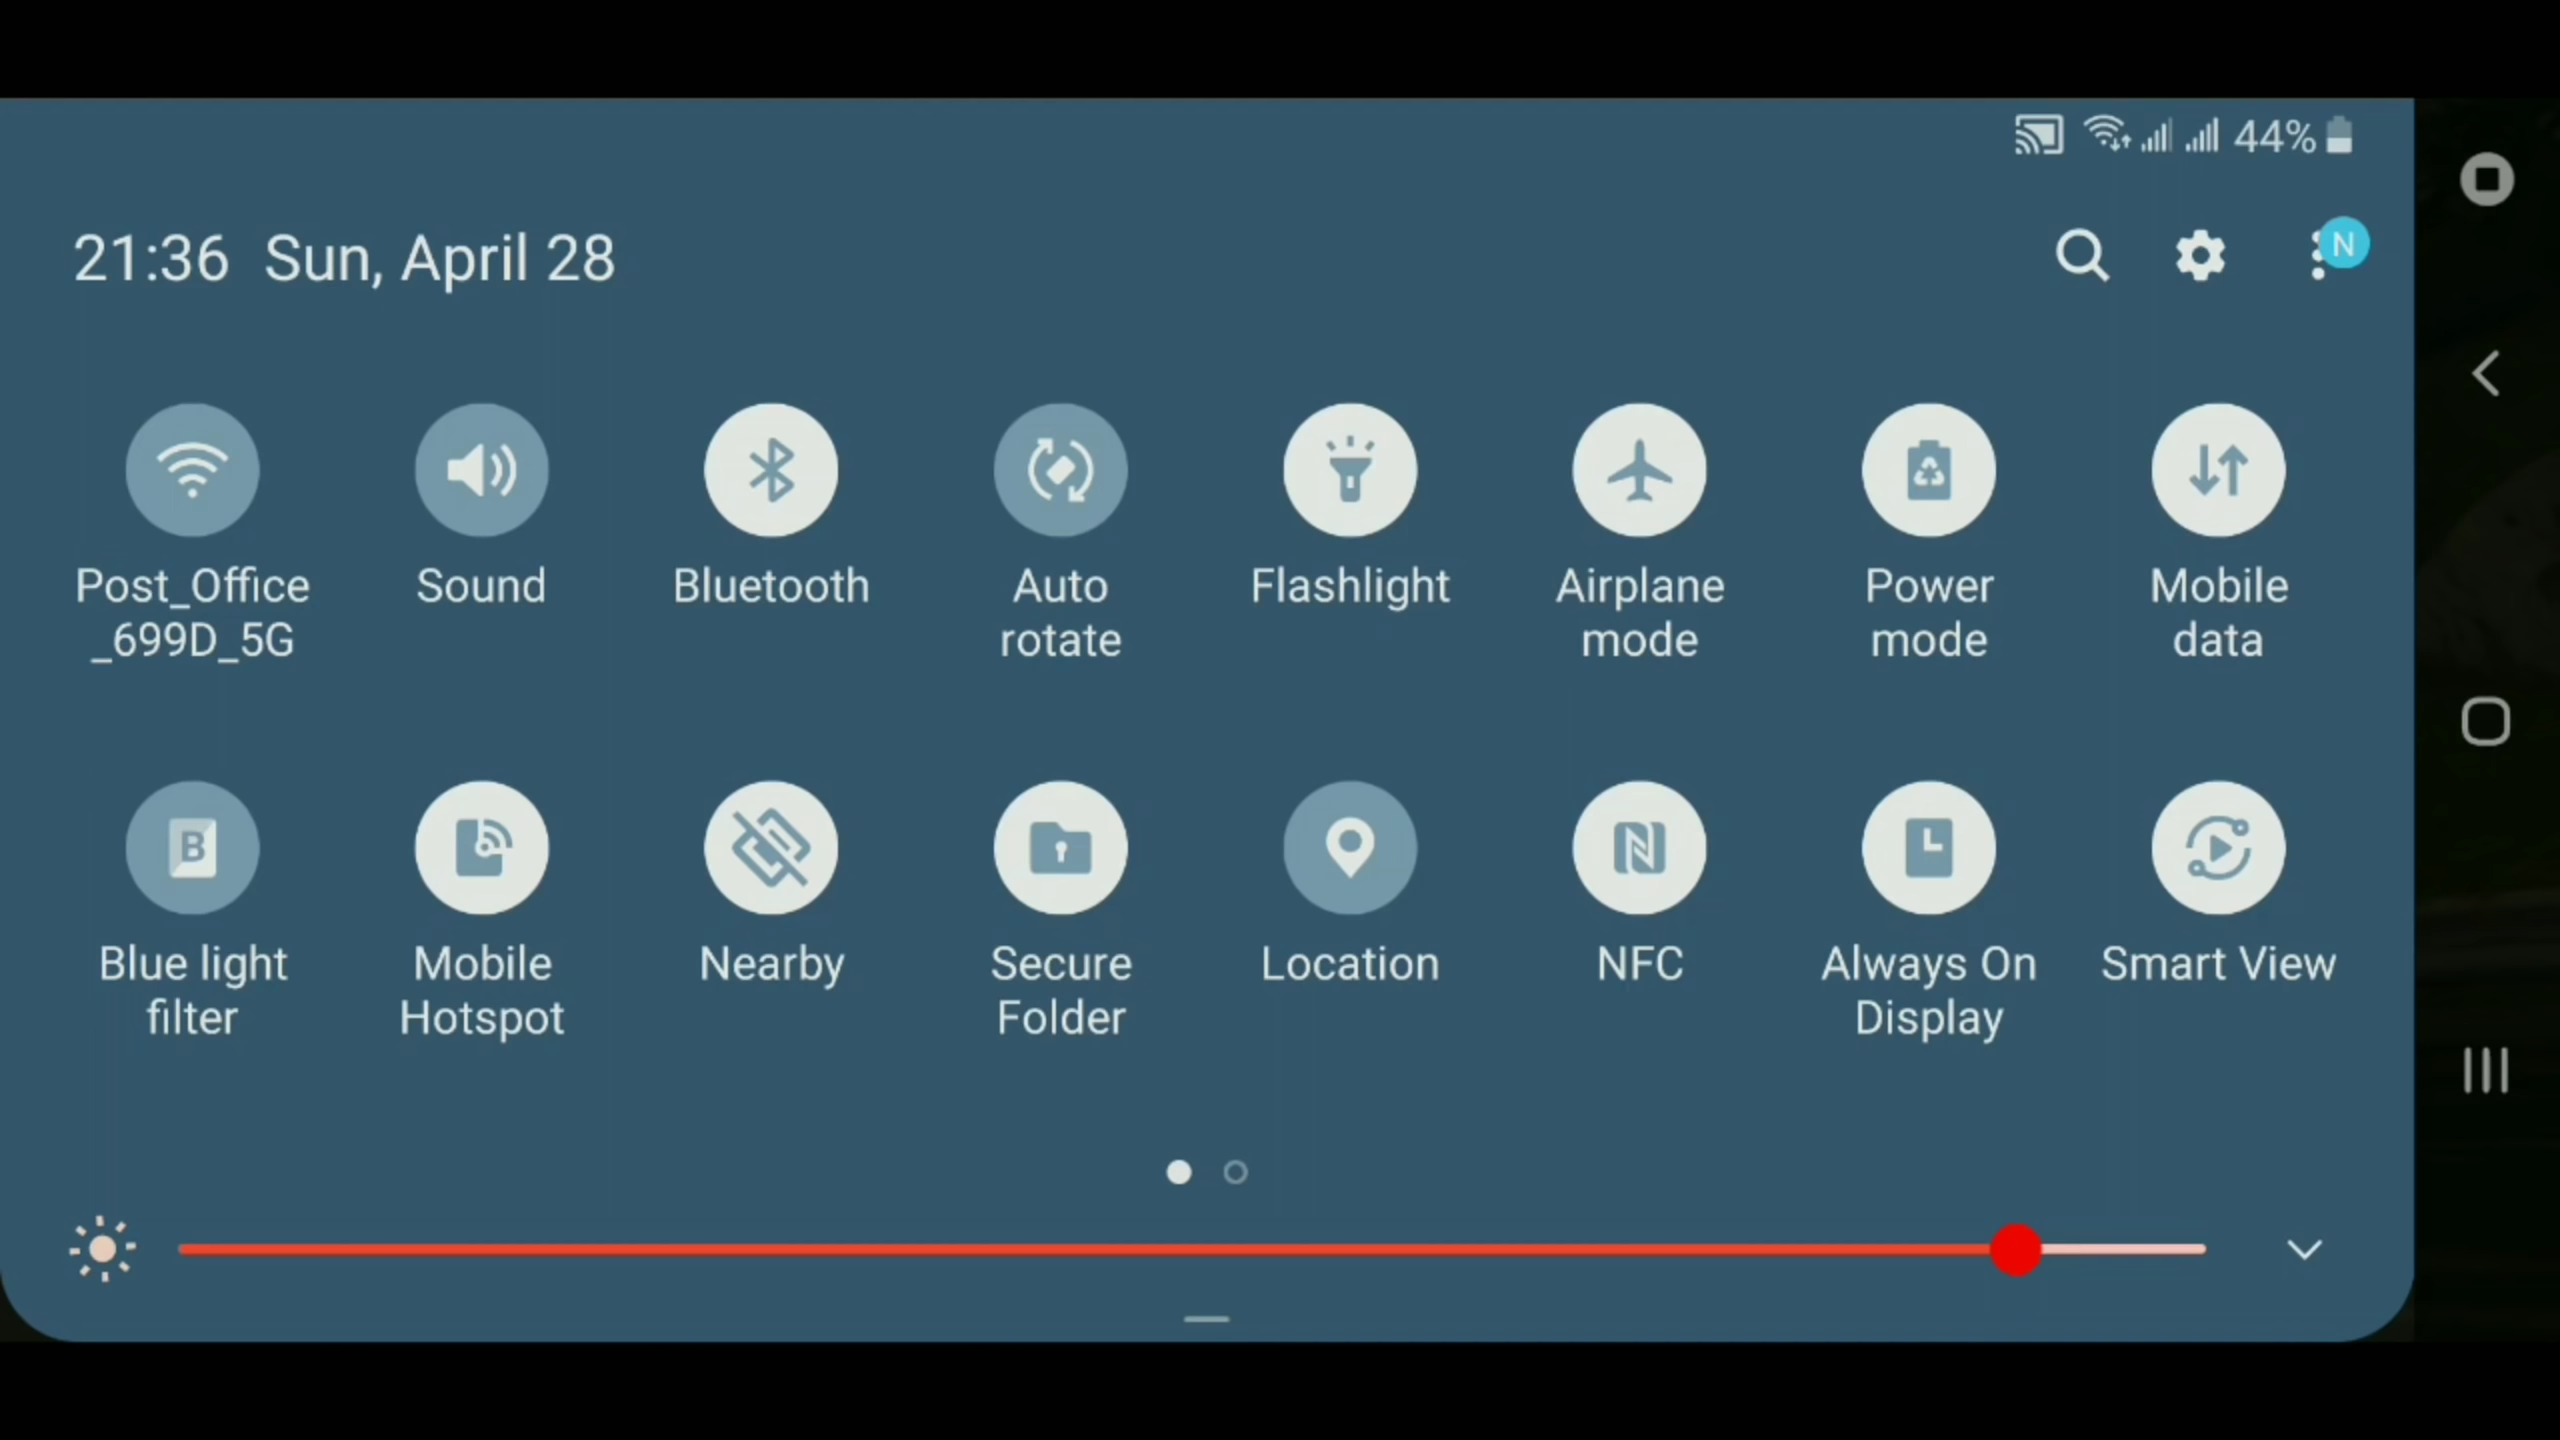 44%
21:36 Sun, April 28
N
Post_Office
_699D_5G
Sound
Bluetooth
Auto
rotate
Flashlight
Airplane
mode
Power
mode
Mobile
data
B
Blue light
filter
Mobile
Hotspot
Nearby
Secure
Folder
Location
NFC
Always On
Display
Smart View